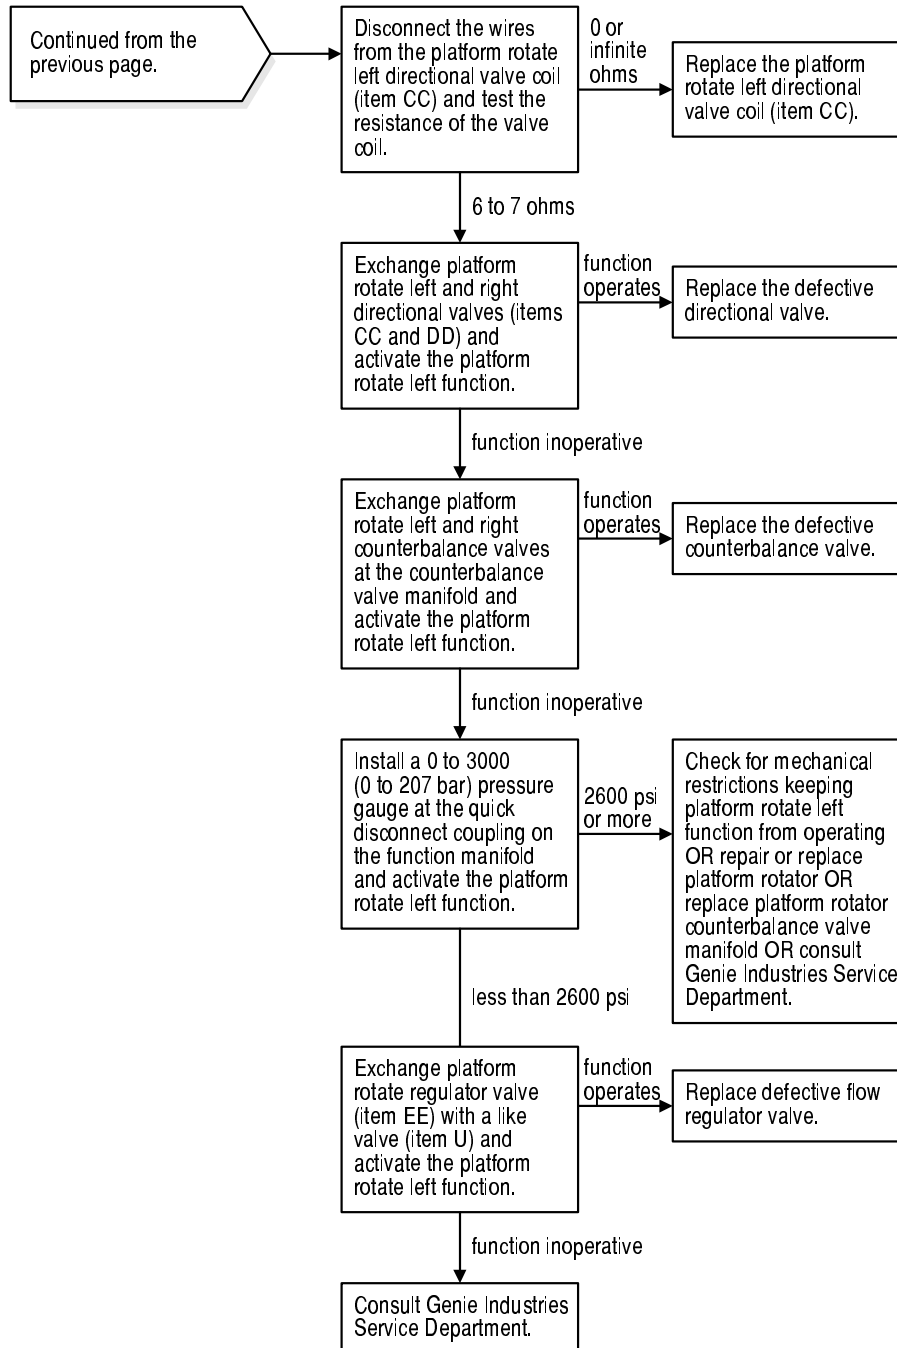 Continued from the
previous page.
Disconnect the wires
from the platform rotate
left directional valve coil
(item CC) and test the
resistance of the valve
coil.
0 or
infinite
ohms
Replace the platform
rotate left directional
valve coil (item CC).
6 to 7 ohms
Exchange platform
rotate left and right
directional valves (items
CC and DD) and
activate the platform
rotate left function.
function
operates
Replace the defective
directional valve.
function inoperative
Exchange platform
rotate left and right
counterbalance valves
at the counterbalance
valve manifold and
activate the platform
rotate left function.
function
operates
Replace the defective
counterbalance valve.
function inoperative
Install a 0 to 3000
(0 to 207 bar) pressure
gauge at the quick
disconnect coupling on
the function manifold
and activate the platform
rotate left function.
2600 psi
or more
Check for mechanical
restrictions keeping
platform rotate left
function from operating
OR repair or replace
platform rotator OR
replace platform rotator
counterbalance valve
manifold OR consult
Genie Industries Service
Department.
less than 2600 psi
Exchange platform
rotate regulator valve
(item EE) with a like
valve (item U) and
activate the platform
rotate left function.
function
operates
Replace defective flow
regulator valve.
function inoperative
Consult Genie Industries
Service Department.